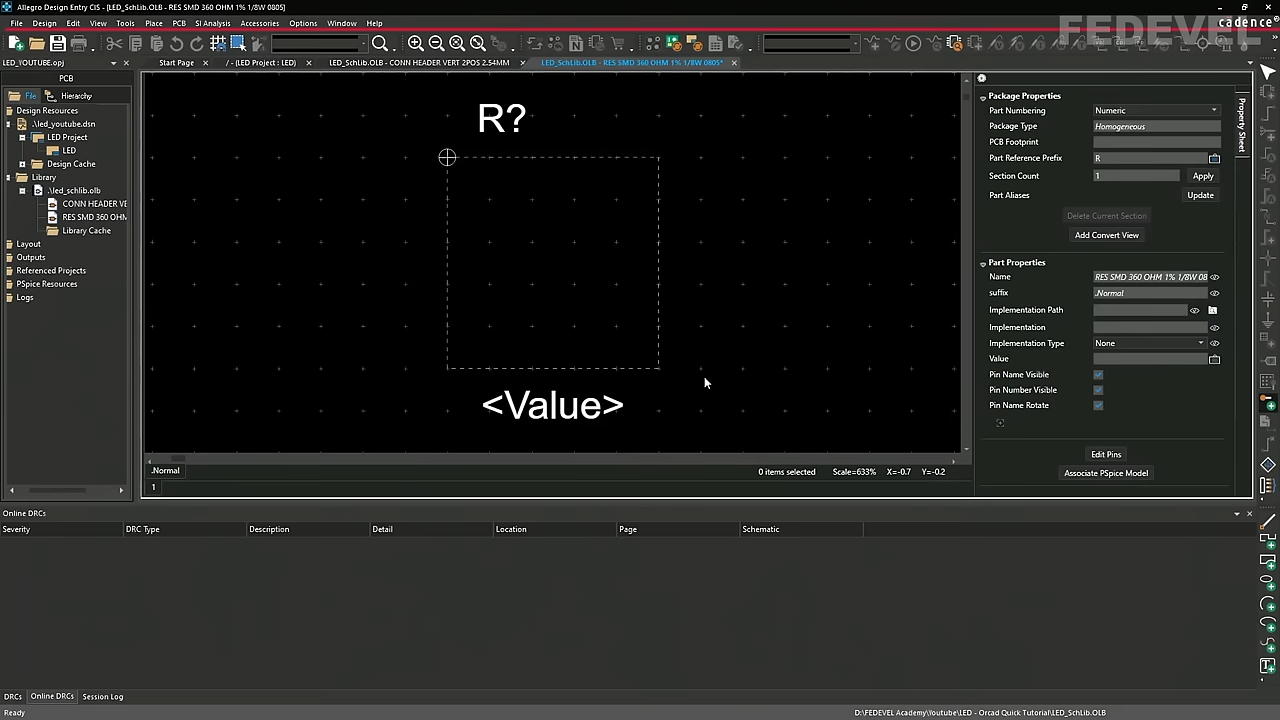 Allegro Design Entry CIS - [LED_SchLib.OLB - RES SMD 360 OHM 1% 1/8W 0805]
File Design Edit View Tools Place PCB SI Analysis Accessories Options Window Help
FEDEVEL
cadence
LED_YOUTUBE.opj
Start Page
/ - (LED Project : LED)
LED_SchLib.OLB - CONN HEADER VERT 2POS 2.54MM
LED_SchLib.OLB - RES SMD 360 OHM 1% 1/8W 0805*
PCB
File Hierarchy
Design Resources
.\led_youtube.dsn
LED Project
LED
Design Cache
Library
.\led_schlib.olb
CONN HEADER VE
RES SMD 360 OHM
Library Cache
Layout
Outputs
Referenced Projects
PSpice Resources
Logs
R?
<Value>
.Normal
0 items selected Scale=633% X=-0.7 Y=-0.2
1
Property Sheet
Package Properties
Part Numbering Numeric
Package Type Homogeneous
PCB Footprint
Part Reference Prefix R
Section Count 1 Apply
Part Aliases Update
Delete Current Section
Add Convert View
Part Properties
Name RES SMD 360 OHM 1% 1/8W 08
suffix .Normal
Implementation Path
Implementation
Implementation Type None
Value
Pin Name Visible
Pin Number Visible
Pin Name Rotate
Edit Pins
Associate PSpice Model
Online DRCs
Severity DRC Type Description Detail Location Page Schematic
DRCs Online DRCs Session Log
Ready
D:\FEDEVEL Academy\Youtube\LED - Orcad Quick Tutorial\LED_SchLib.OLB